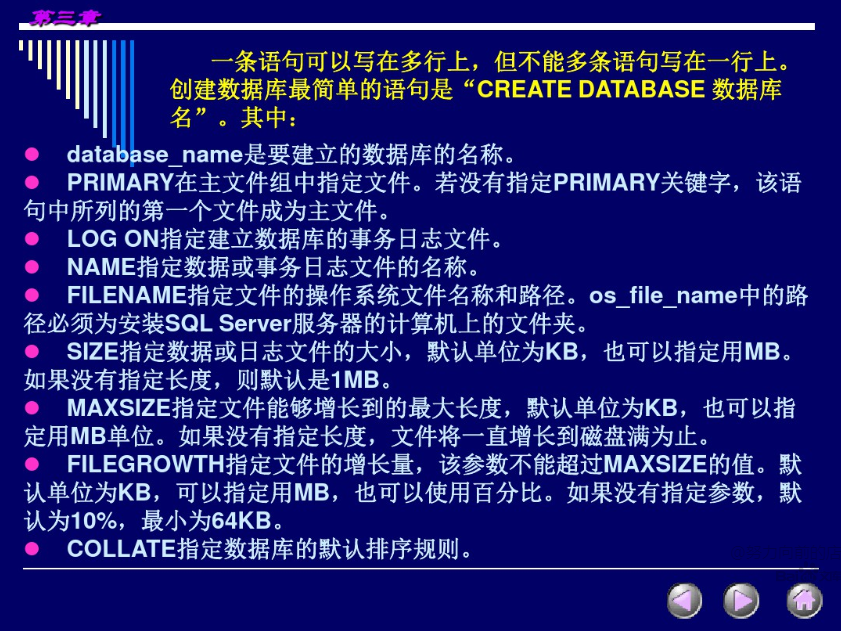 第三章
一条语句可以写在多行上，但不能多条语句写在一行上。
创建数据库最简单的语句是“CREATE DATABASE 数据库
名”。其中：
● database_name是要建立的数据库的名称。
● PRIMARY在主文件组中指定文件。若没有指定PRIMARY关键字，该语
句中所列的第一个文件成为主文件。
● LOG ON指定建立数据库的事务日志文件。
● NAME指定数据或事务日志文件的名称。
● FILENAME指定文件的操作系统文件名称和路径。os_file_name中的路
径必须为安装SQL Server服务器的计算机上的文件夹。
● SIZE指定数据或日志文件的大小，默认单位为KB，也可以指定用MB。
如果没有指定长度，则默认是1MB。
● MAXSIZE指定文件能够增长到的最大长度，默认单位为KB，也可以指
定用MB单位。如果没有指定长度，文件将一直增长到磁盘满为止。
● FILEGROWTH指定文件的增长量，该参数不能超过MAXSIZE的值。默
认单位为KB，可以指定用MB，也可以使用百分比。如果没有指定参数，默
认为10%，最小为64KB。
● COLLATE指定数据库的默认排序规则。